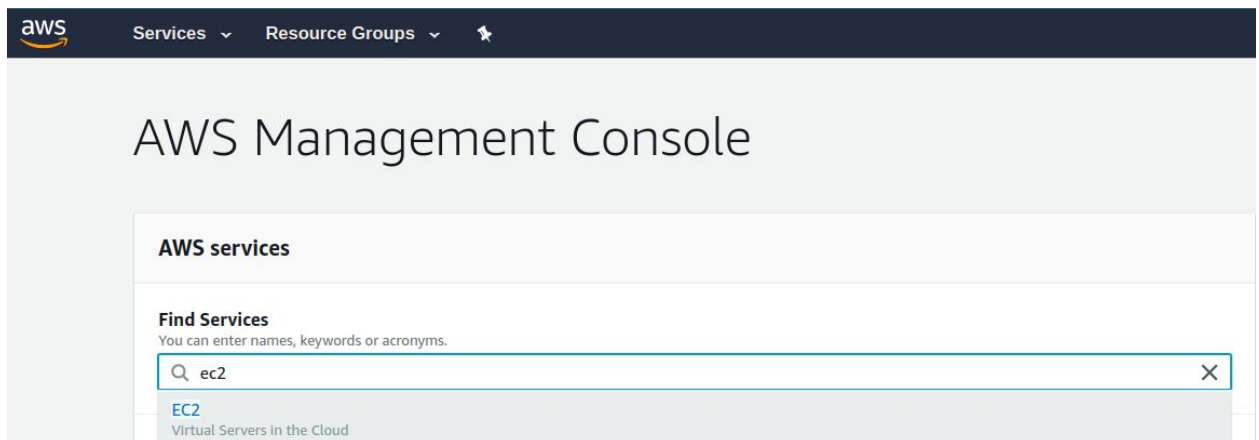 aws Services Resource Groups
AWS Management Console
AWS services
Find Services
You can enter names, keywords or acronyms.
ec2
EC2
Virtual Servers in the Cloud